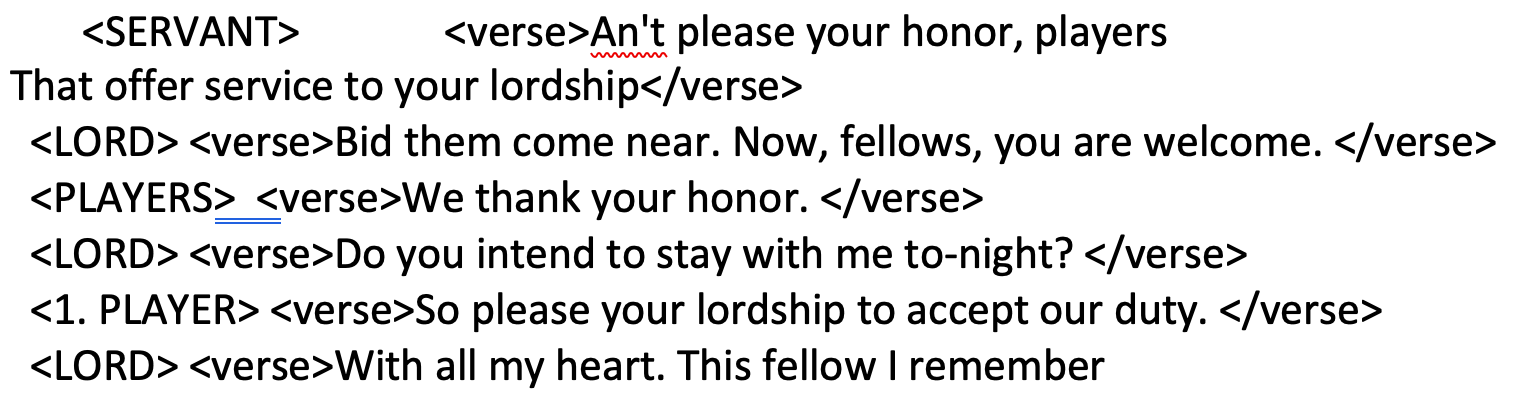 <SERVANT> <verse>An't please your honor, players
That offer service to your lordship</verse>
<LORD> <verse>Bid them come near. Now, fellows, you are welcome. </verse>
<PLAYERS> <verse>We thank your honor. </verse>
<LORD> <verse>Do you intend to stay with me to-night? </verse>
<1. PLAYER> <verse>So please your lordship to accept our duty. </verse>
<LORD> <verse>With all my heart. This fellow I remember